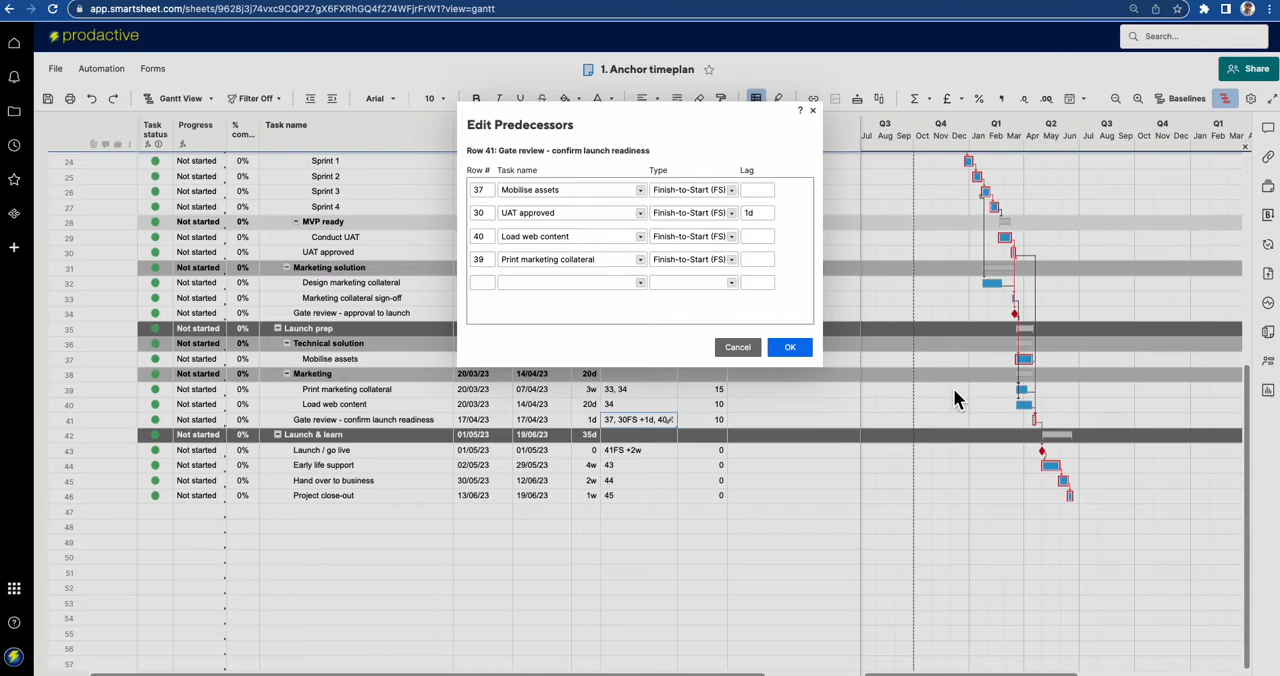 app.smartsheet.com/sheets/9628j3j74vxc9CQP27gX6FXRhGQ4f274WFjrFrW1?view=gantt
prodactive
Search...
File Automation Forms
1. Anchor timeplan
Share
Gantt View Filter Off Arial 10 B I U S A Σ £ % , .0 .00 Baselines
Edit Predecessors
?
Row 41: Gate review - confirm launch readiness
Row # Task name Type Lag
37 Mobilise assets Finish-to-Start (FS)
30 UAT approved Finish-to-Start (FS) 1d
40 Load web content Finish-to-Start (FS)
39 Print marketing collateral Finish-to-Start (FS)
Cancel OK
Task status Progress % com... Task name
Q3 Q4 Q1 Q2 Q3 Q4 Q1
Jul Aug Sep Oct Nov Dec Jan Feb Mar Apr May Jun Jul Aug Sep Oct Nov Dec Jan Feb Mar
24 Not started 0% Sprint 1
25 Not started 0% Sprint 2
26 Not started 0% Sprint 3
27 Not started 0% Sprint 4
28 Not started 0% MVP ready
29 Not started 0% Conduct UAT
30 Not started 0% UAT approved
31 Not started 0% Marketing solution
32 Not started 0% Design marketing collateral
33 Not started 0% Marketing collateral sign-off
34 Not started 0% Gate review - approval to launch
35 Not started 0% Launch prep
36 Not started 0% Technical solution
37 Not started 0% Mobilise assets
38 Not started 0% Marketing 20/03/23 14/04/23 20d
39 Not started 0% Print marketing collateral 20/03/23 07/04/23 3w 33, 34 15
40 Not started 0% Load web content 20/03/23 14/04/23 20d 34 10
41 Not started 0% Gate review - confirm launch readiness 17/04/23 17/04/23 1d 37, 30FS +1d, 40 10
42 Not started 0% Launch & learn 01/05/23 19/06/23 35d
43 Not started 0% Launch / go live 01/05/23 01/05/23 0 41FS +2w 0
44 Not started 0% Early life support 02/05/23 29/05/23 4w 43 0
45 Not started 0% Hand over to business 30/05/23 12/06/23 2w 44 0
46 Not started 0% Project close-out 13/06/23 19/06/23 1w 45 0
47
48
49
50
51
52
53
54
55
56
57